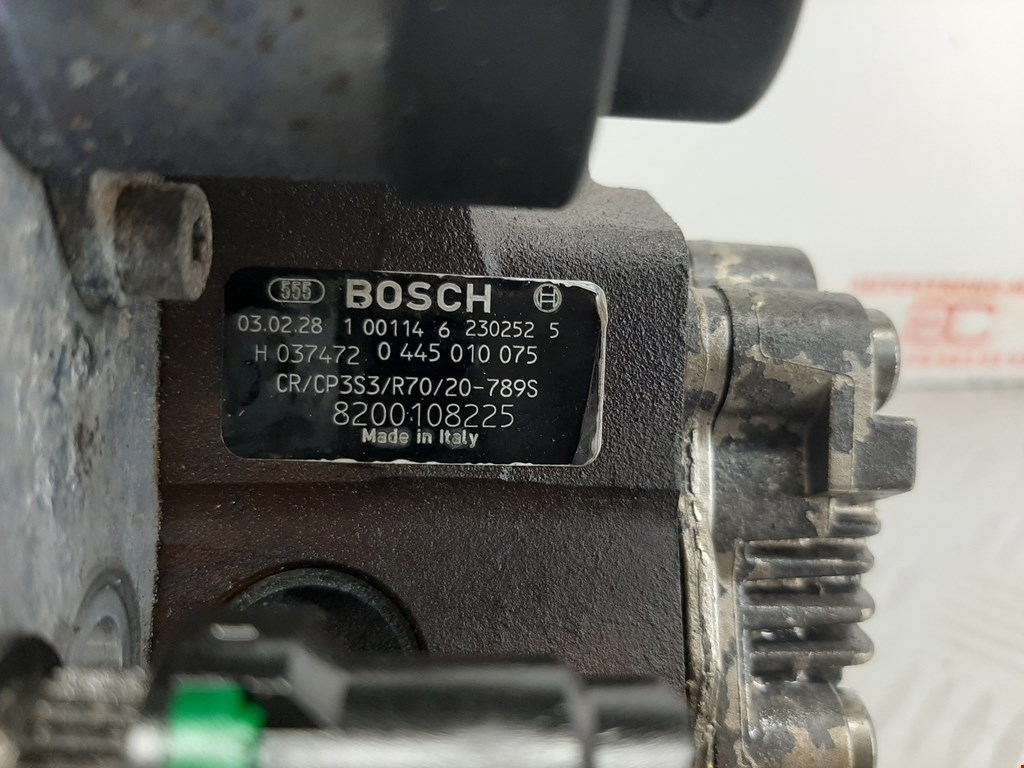 555 BOSCH
03.02.28 1 00114 6 230252 5
H 037472 0 445 010 075
CR/CP3S3/R70/20-789S
8200108225
Made in Italy
EC